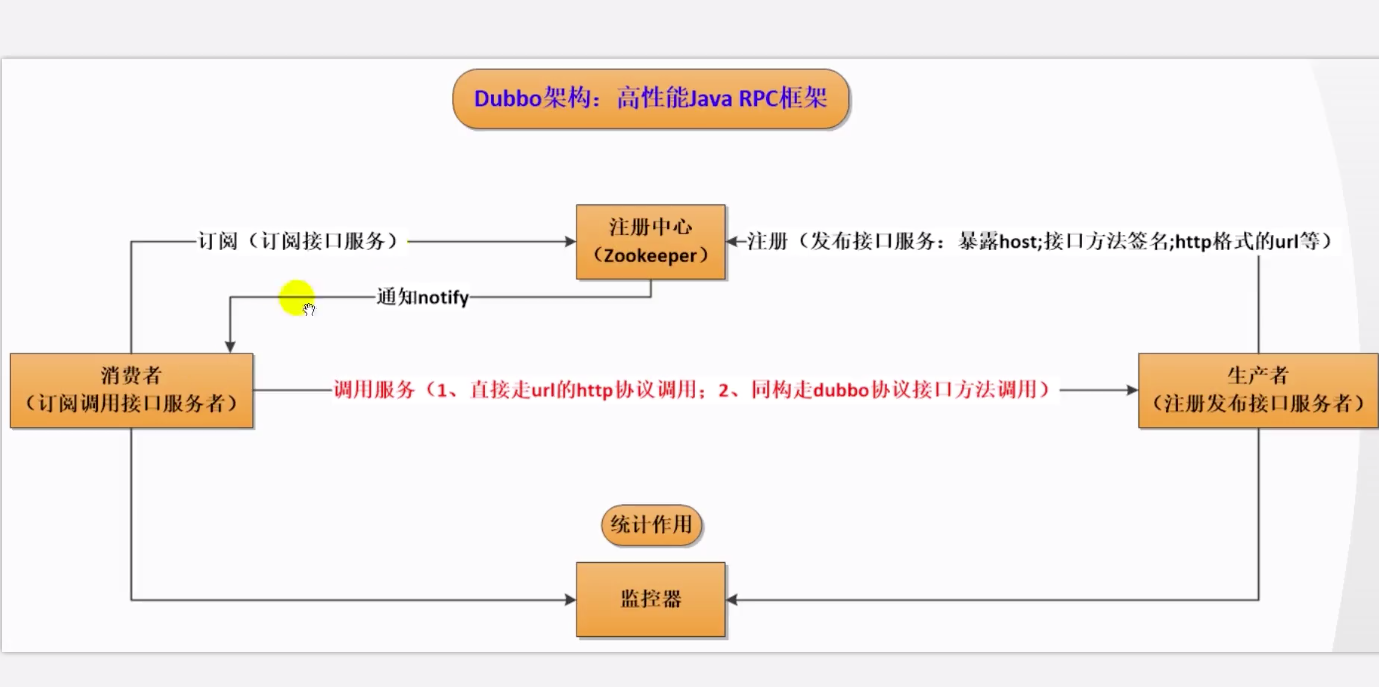 Dubbo架构：高性能Java RPC框架
注册中心
（Zookeeper）
订阅（订阅接口服务）
注册（发布接口服务：暴露host;接口方法签名;http格式的url等）
通知notify
消费者
（订阅调用接口服务者）
调用服务（1、直接走url的http协议调用；2、同构走dubbo协议接口方法调用）
生产者
（注册发布接口服务者）
统计作用
监控器